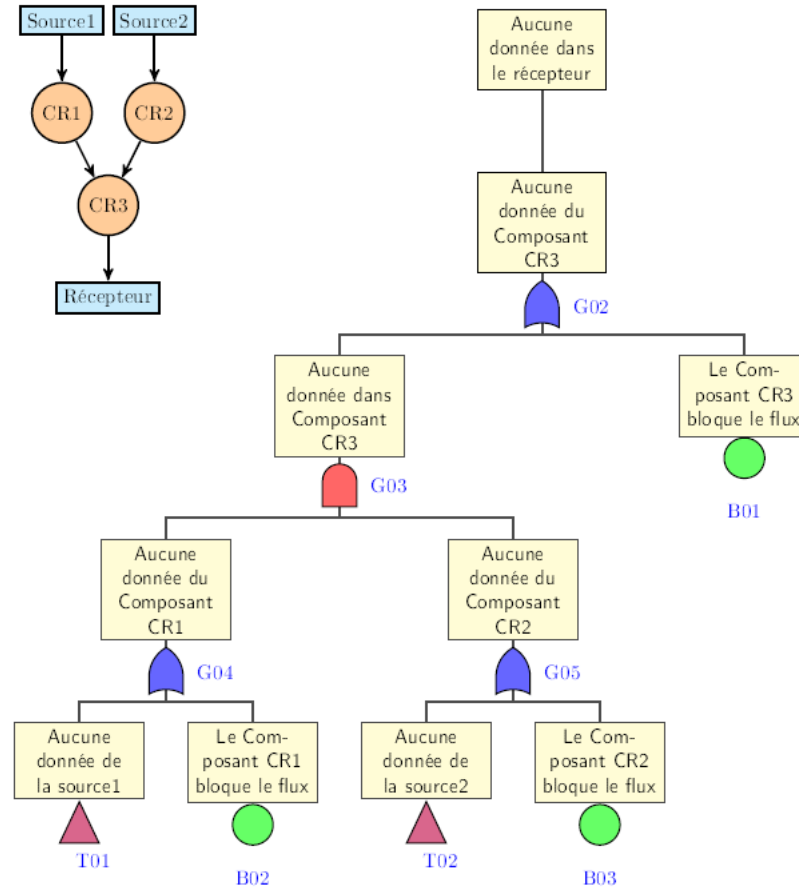 Source1
Source2
CR1
CR2
CR3
Récepteur
Aucune
donnée dans
le récepteur
Aucune
donnée du
Composant
CR3
G02
Aucune
donnée dans
Composant
CR3
G03
Le Com-
posant CR3
bloque le flux
B01
Aucune
donnée du
Composant
CR1
G04
Aucune
donnée du
Composant
CR2
G05
Aucune
donnée de
la source1
T01
Le Com-
posant CR1
bloque le flux
B02
Aucune
donnée de
la source2
T02
Le Com-
posant CR2
bloque le flux
B03